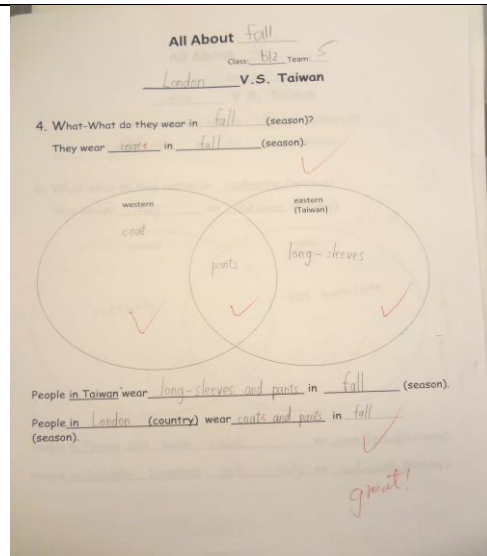 All About fall
Class: 612 Team: 5
London V.S. Taiwan
4. What-What do they wear in fall (season)?
They wear coats in fall (season).
western
eastern
(Taiwan)
coat
pants
long-sleeves
People in Taiwan wear long-sleeves and pants in fall (season).
People in London (country) wear coats and pants in fall
(season).
great!